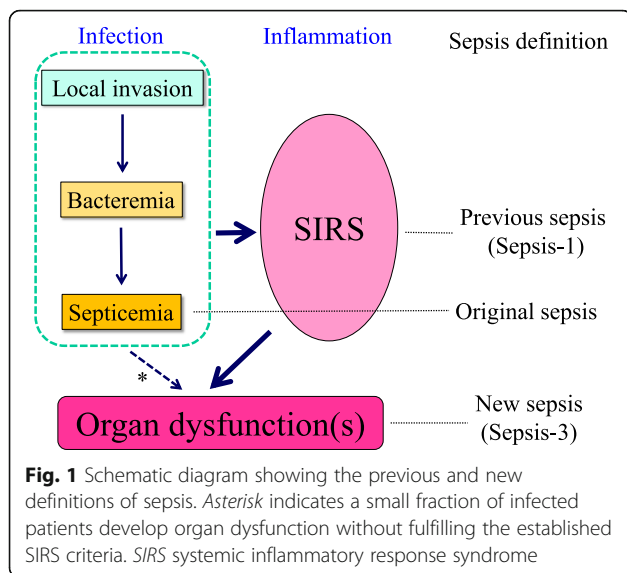 Infection
Inflammation
Sepsis definition
Local invasion
Bacteremia
SIRS
Previous sepsis
(Sepsis-1)
Septicemia
Original sepsis
*
Organ dysfunction(s)
New sepsis
(Sepsis-3)
Fig. 1 Schematic diagram showing the previous and new
definitions of sepsis. Asterisk indicates a small fraction of infected
patients develop organ dysfunction without fulfilling the established
SIRS criteria. SIRS systemic inflammatory response syndrome